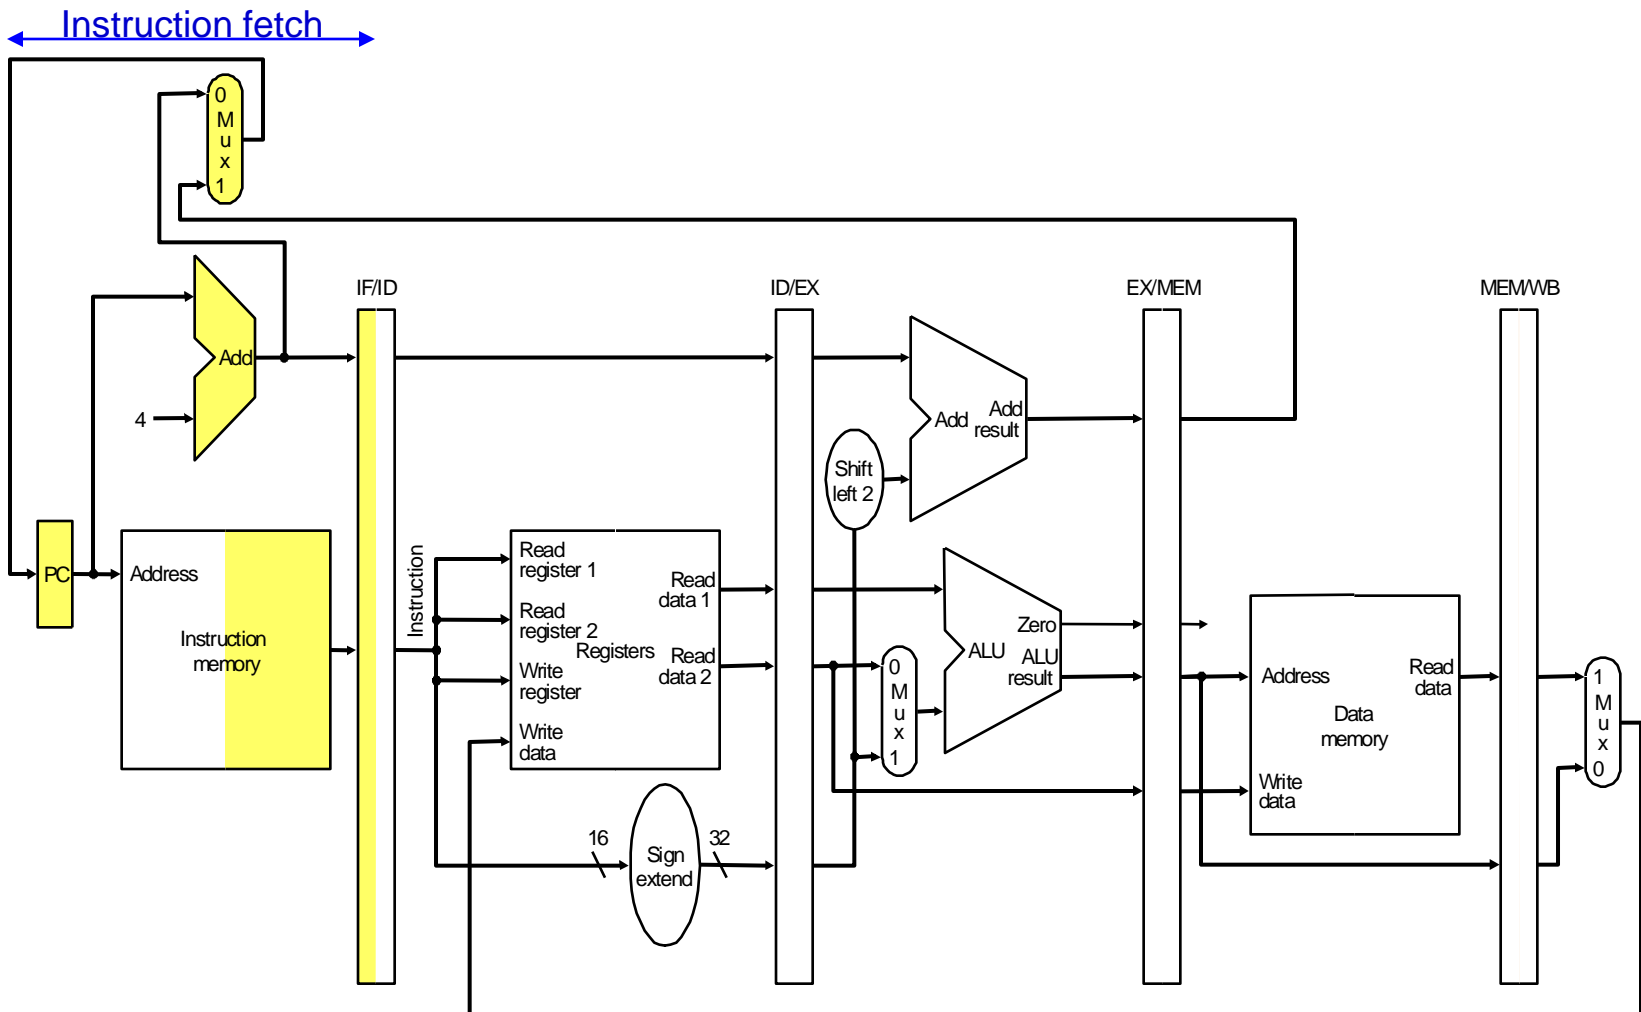 Instruction fetch
0
M
u
x
1
IF/ID
ID/EX
EX/MEM
MEM/WB
Add
4
Add
Add
result
Shift
left 2
PC
Address
Instruction
memory
Instruction
Read
register 1
Read
register 2
Registers
Write
register
Write
data
Read
data 1
Read
data 2
0
M
u
x
1
Zero
ALU
ALU
result
Address
Read
data
Data
memory
Write
data
1
M
u
x
0
16
Sign
extend
32